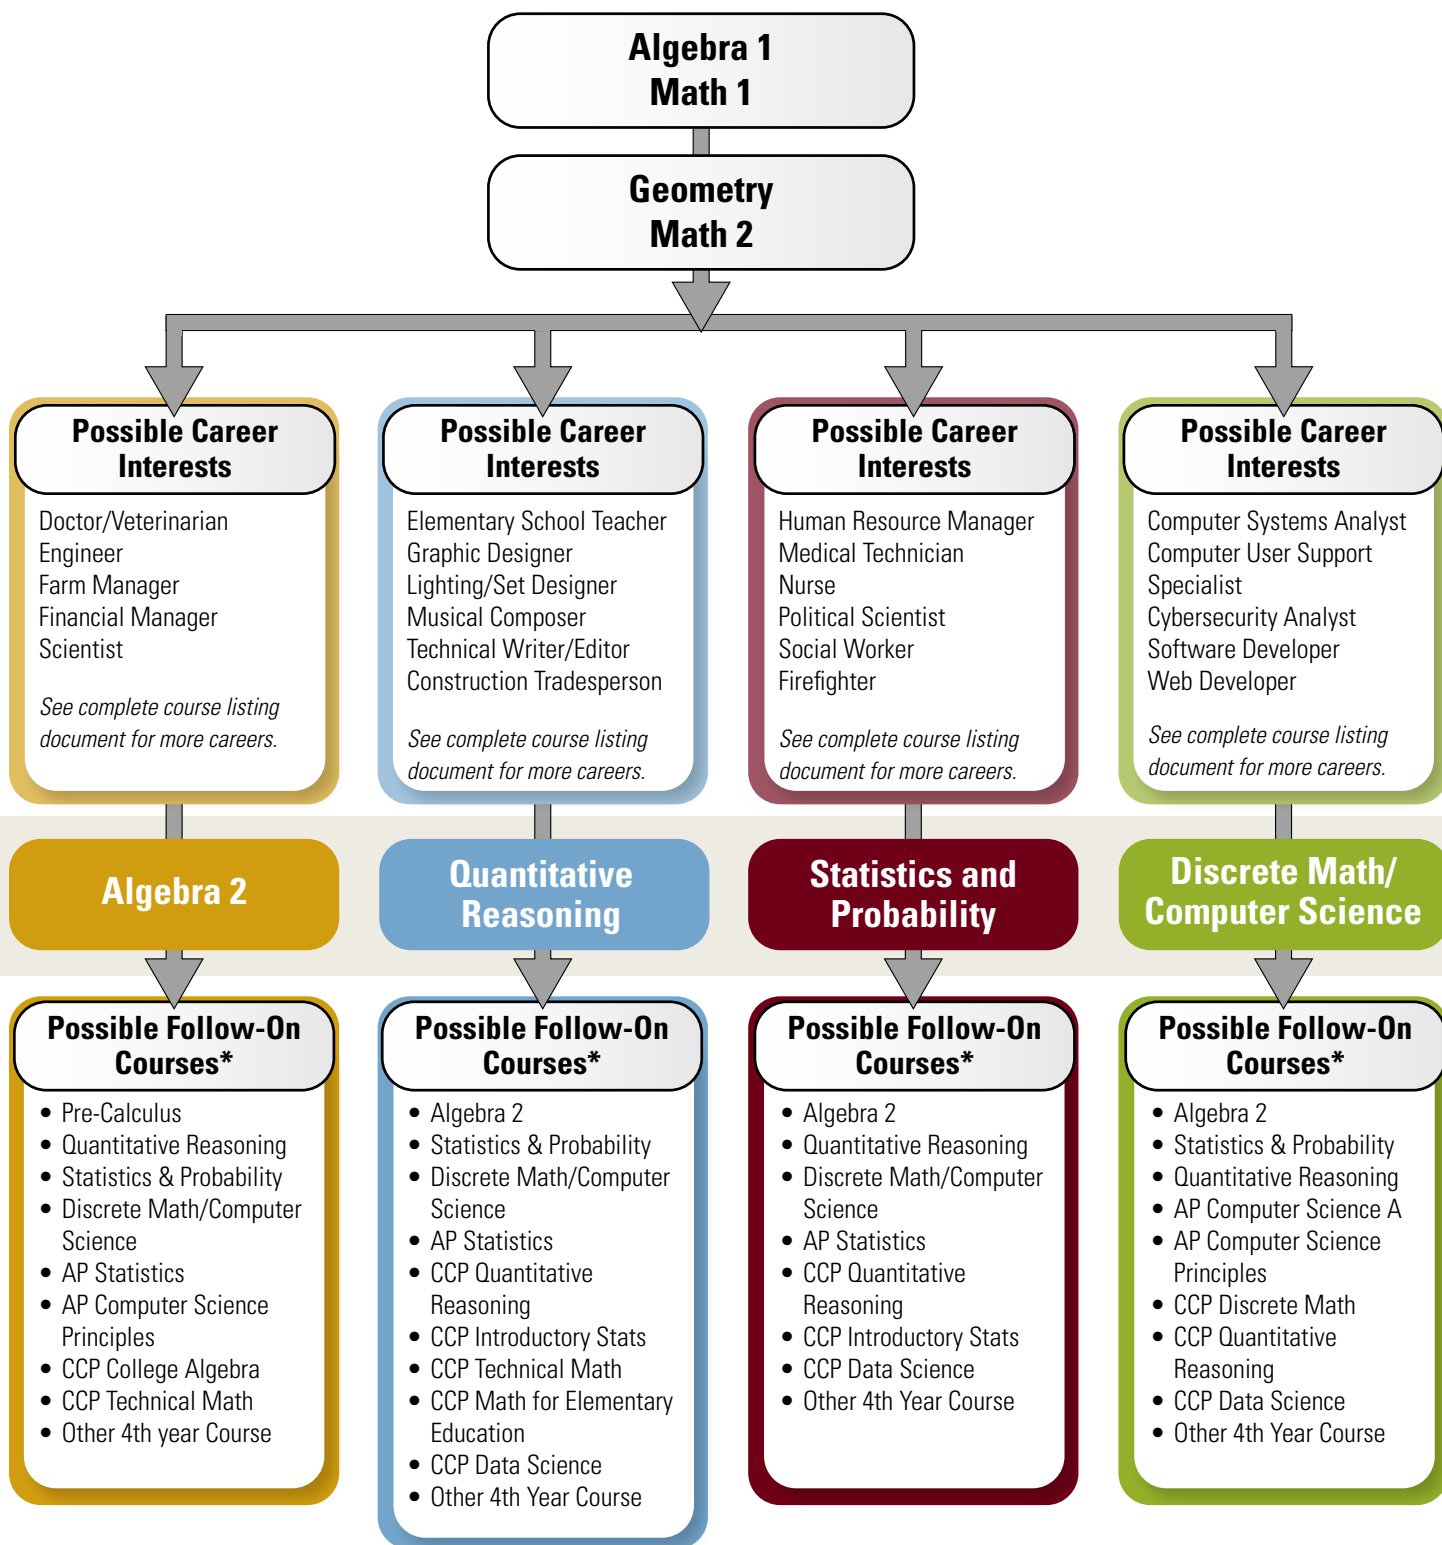 Algebra 1
Math 1
Geometry
Math 2
Possible Career
Interests
Doctor/Veterinarian
Engineer
Farm Manager
Financial Manager
Scientist
See complete course listing
document for more careers.
Possible Career
Interests
Elementary School Teacher
Graphic Designer
Lighting/Set Designer
Musical Composer
Technical Writer/Editor
Construction Tradesperson
See complete course listing
document for more careers.
Possible Career
Interests
Human Resource Manager
Medical Technician
Nurse
Political Scientist
Social Worker
Firefighter
See complete course listing
document for more careers.
Possible Career
Interests
Computer Systems Analyst
Computer User Support
Specialist
Cybersecurity Analyst
Software Developer
Web Developer
See complete course listing
document for more careers.
Algebra 2
Quantitative
Reasoning
Statistics and
Probability
Discrete Math/
Computer Science
Possible Follow-On
Courses*
• Pre-Calculus
• Quantitative Reasoning
• Statistics & Probability
• Discrete Math/Computer
Science
• AP Statistics
• AP Computer Science
Principles
• CCP College Algebra
• CCP Technical Math
• Other 4th year Course
Possible Follow-On
Courses*
• Algebra 2
• Statistics & Probability
• Discrete Math/Computer
Science
• AP Statistics
• CCP Quantitative
Reasoning
• CCP Introductory Stats
• CCP Technical Math
• CCP Math for Elementary
Education
• CCP Data Science
• Other 4th Year Course
Possible Follow-On
Courses*
• Algebra 2
• Quantitative Reasoning
• Discrete Math/Computer
Science
• AP Statistics
• CCP Quantitative
Reasoning
• CCP Introductory Stats
• CCP Data Science
• Other 4th Year Course
Possible Follow-On
Courses*
• Algebra 2
• Statistics & Probability
• Quantitative Reasoning
• AP Computer Science A
• AP Computer Science
Principles
• CCP Discrete Math
• CCP Quantitative
Reasoning
• CCP Data Science
• Other 4th Year Course